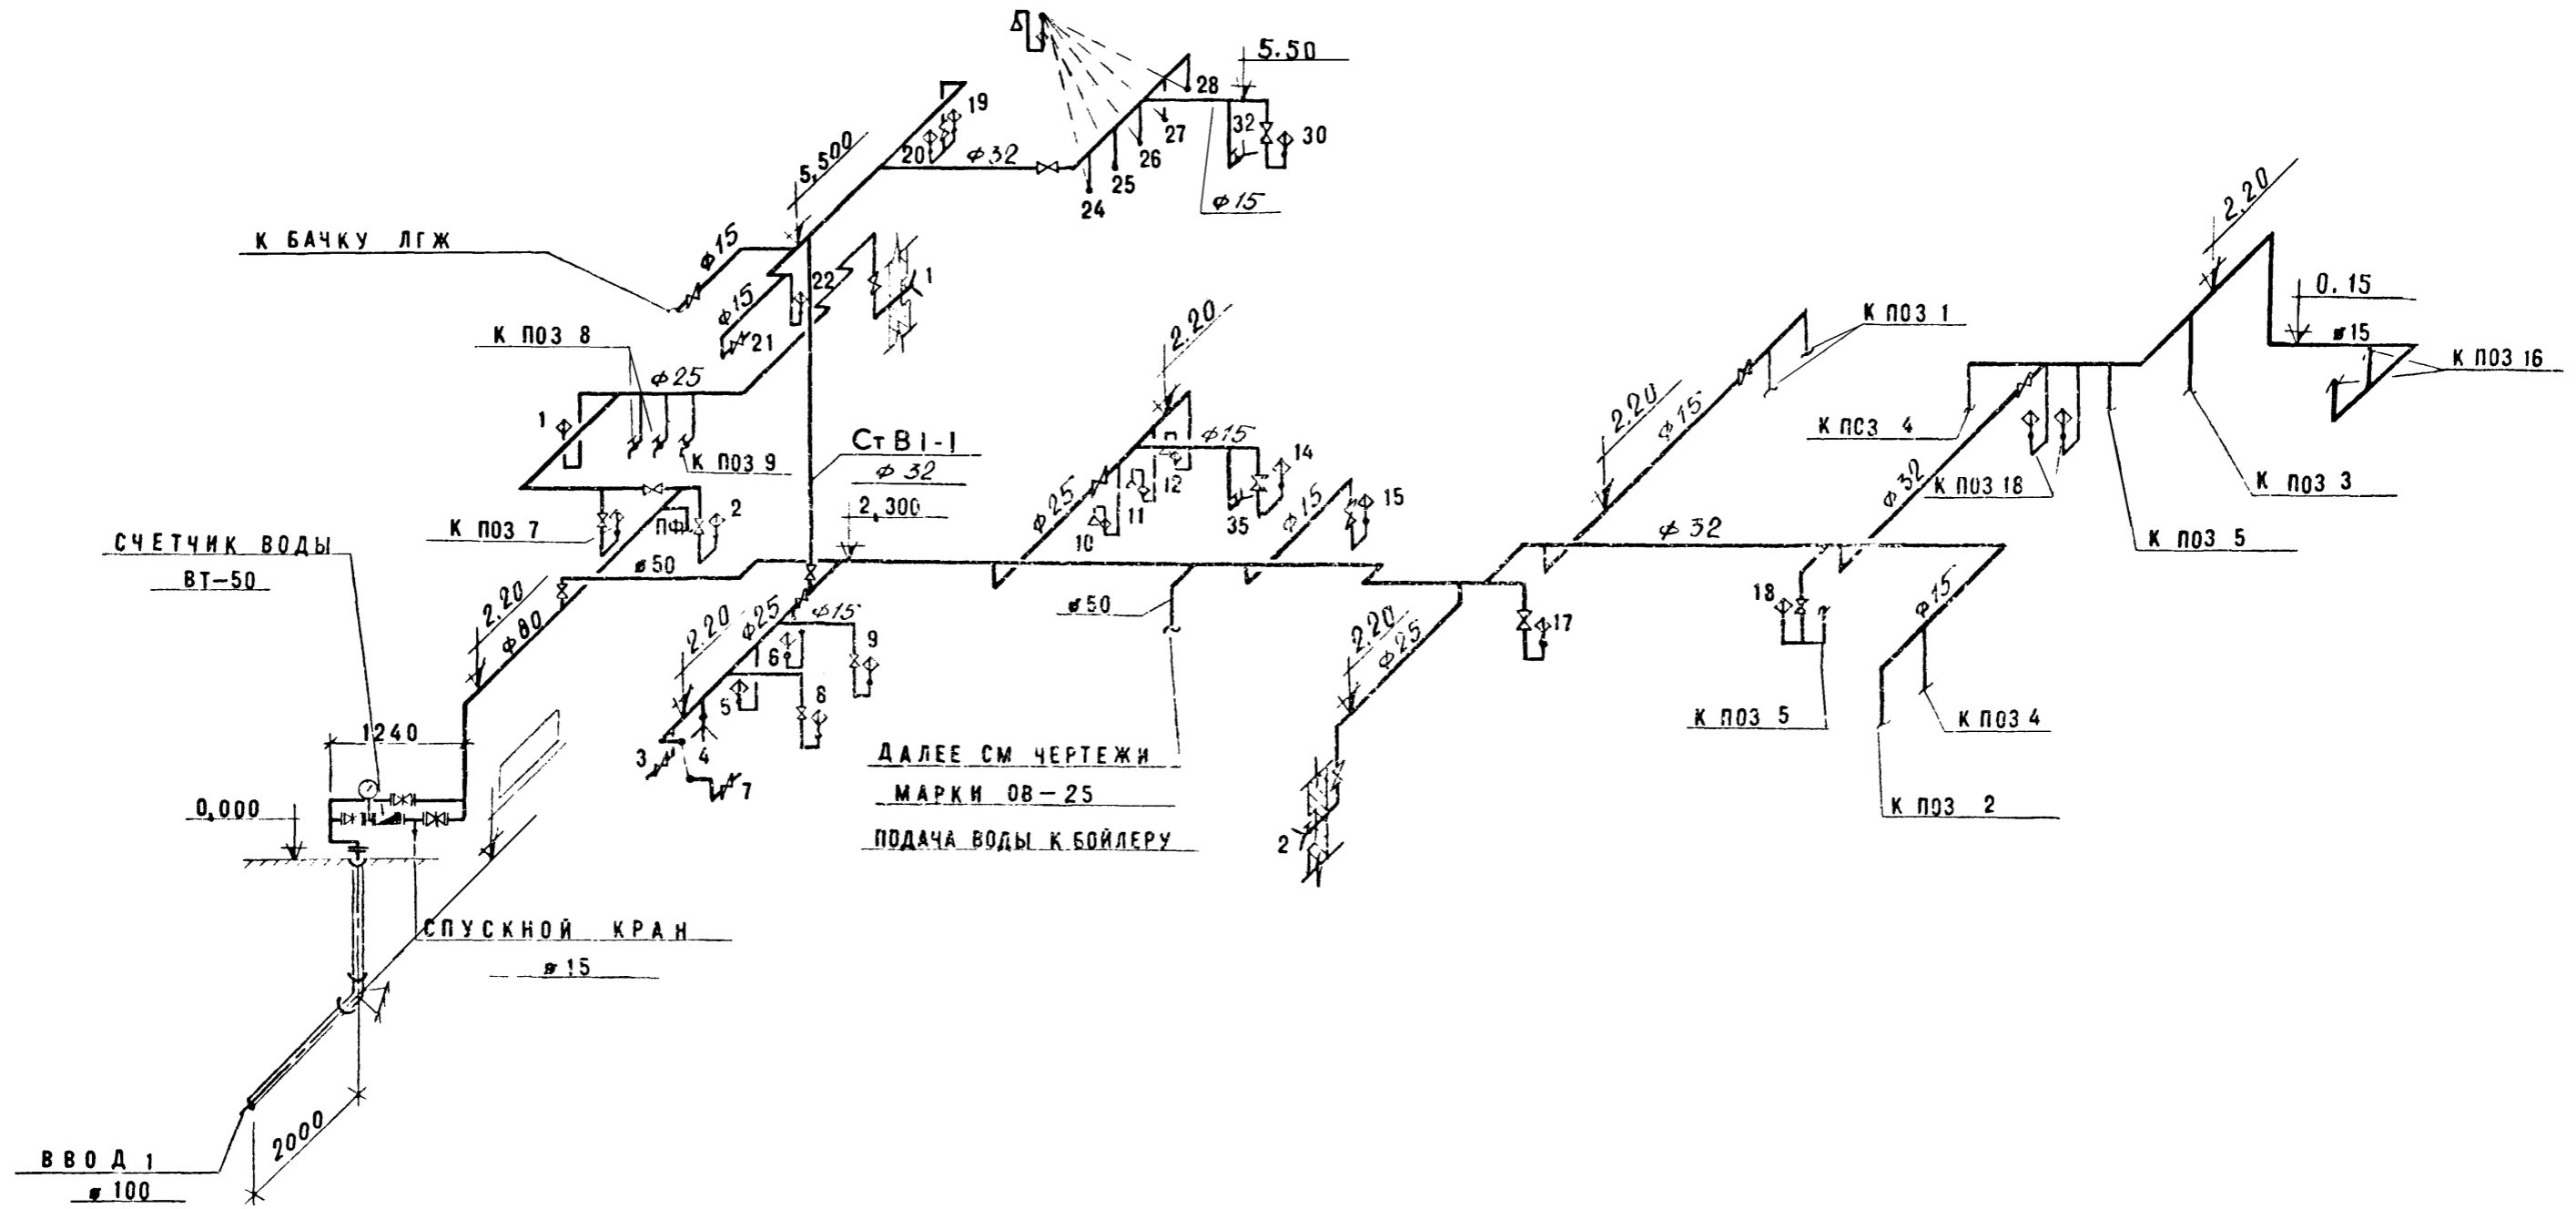 5.50
28
19
27
32
30
26
20
ф32
25
24
ф15
5,500
2.20
К БАЧКУ ЛГЖ
ф15
22
1
0.15
К ПОЗ 1
ф15
21
2.20
ø15
К ПОЗ 16
К ПОЗ 8
ф25
2.20
ф15
1
Ст В1-1
ф32
ф15
14
К ПОЗ 4
К ПОЗ 9
12
ф25
11
35
15
ф32
К ПОЗ 18
К ПОЗ 3
2
ПФ
2,300
10
ф15
К ПОЗ 7
ф32
К ПОЗ 5
СЧЕТЧИК ВОДЫ
ВТ-50
ø50
2.20
ф80
2.20
ф25
ф15
ø50
2.20
ф25
17
18
ф15
6
9
5
8
К ПОЗ 5
К ПОЗ 4
1240
3
4
7
ДАЛЕЕ СМ ЧЕРТЕЖИ
МАРКИ ОВ-25
ПОДАЧА ВОДЫ К БОЙЛЕРУ
2
К ПОЗ 2
0,000
СПУСКНОЙ КРАН
ø15
2000
ВВОД 1
ø100